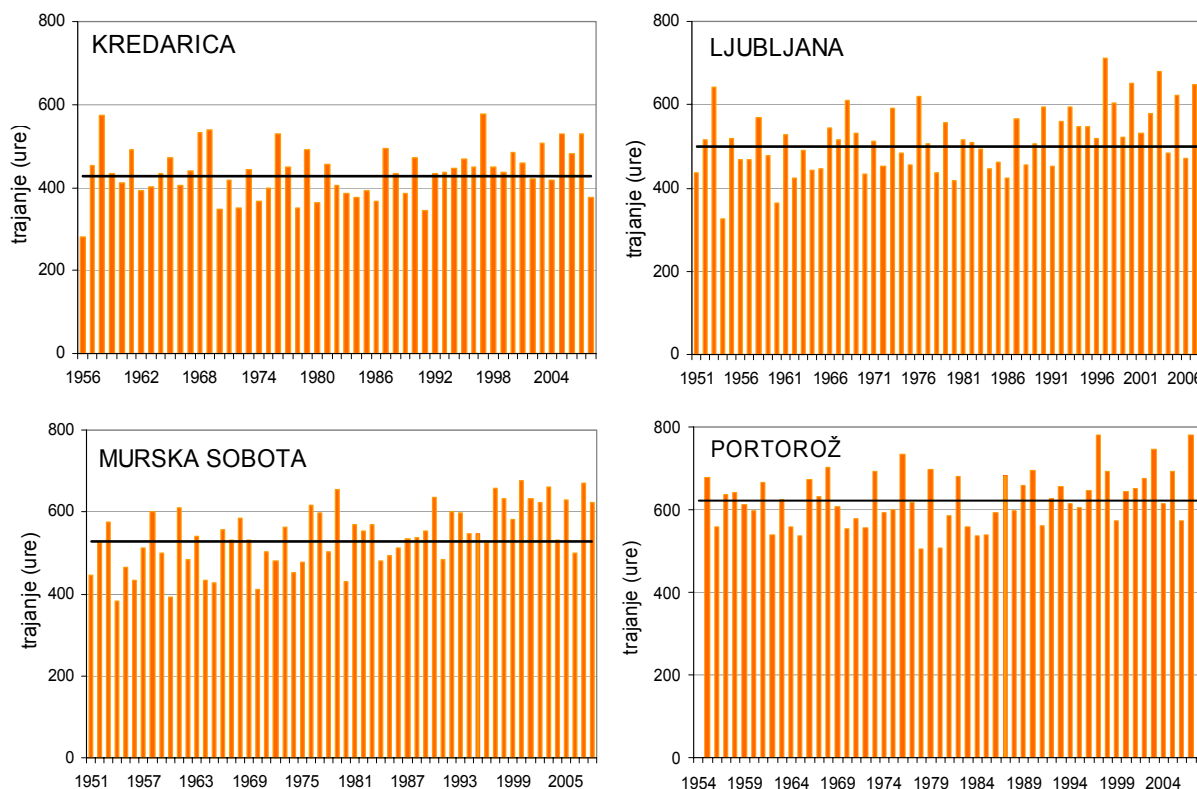 KREDARICA
trajanje (ure)
800
600
400
200
0
1956 1962 1968 1974 1980 1986 1992 1998 2004
LJUBLJANA
trajanje (ure)
800
600
400
200
0
1951 1956 1961 1966 1971 1976 1981 1986 1991 1996 2001 2006
MURSKA SOBOTA
trajanje (ure)
800
600
400
200
0
1951 1957 1963 1969 1975 1981 1987 1993 1999 2005
PORTOROŽ
trajanje (ure)
800
600
400
200
0
1954 1959 1964 1969 1974 1979 1984 1989 1994 1999 2004